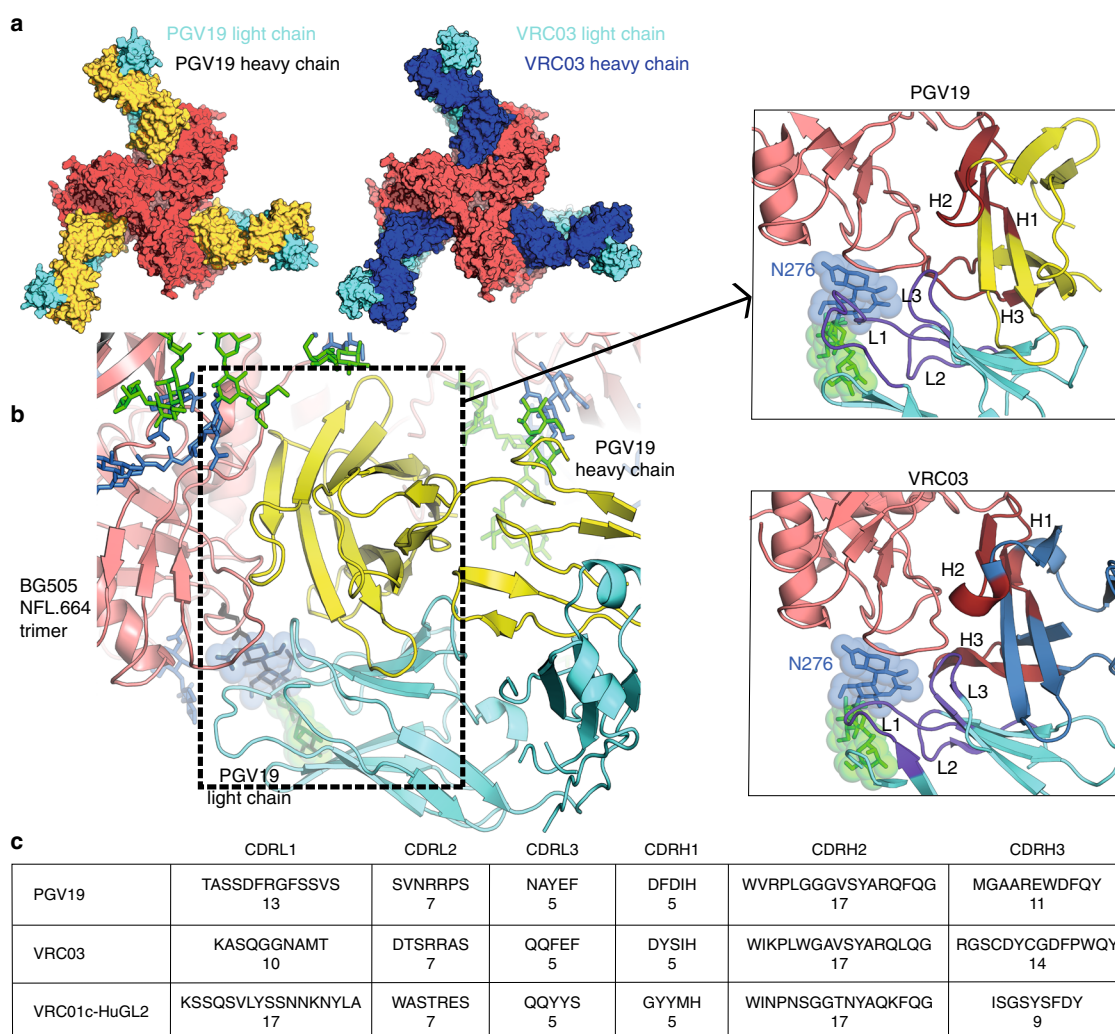 a
PGV19 light chain
PGV19 heavy chain
VRC03 light chain
VRC03 heavy chain
PGV19
H2
H1
N276
L3
H3
L1
L2
b
PGV19
heavy chain
BG505
NFL.664
trimer
PGV19
light chain
VRC03
H1
H2
H3
N276
L3
L1
L2
c
CDRL1 CDRL2 CDRL3 CDRH1 CDRH2 CDRH3
PGV19 TASSDFRGFSSVS SVNRRPS NAYEF DFDIH WVRPLGGGVSYARQFQG MGAAREWDFQY
13 7 5 5 17 11
VRC03 KASQGGNAMT DTSRRAS QQFEF DYSIH WIKPLWGAVSYARQLQG RGSCDYCGDFPWQY
10 7 5 5 17 14
VRC01c-HuGL2 KSSQSVLYSSNNKNYLA WASTRES QQYYS GYYMH WINPNSGGTNYAQKFQG ISGSYSFDY
17 7 5 5 17 9